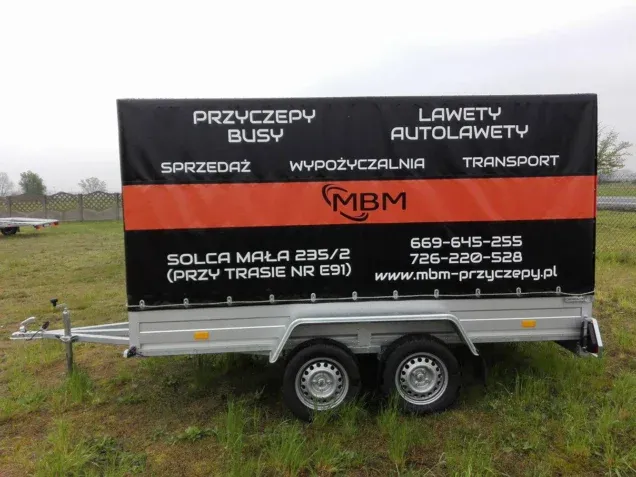 PRZYCZEPY
BUSY
LAWETY
AUTOLAWETY
SPRZEDAŻ WYPOŻYCZALNIA TRANSPORT
MBM
SOLCA MAŁA 235/2
(PRZY TRASIE NR E91)
669-645-255
726-220-528
www.mbm-przyczepy.pl